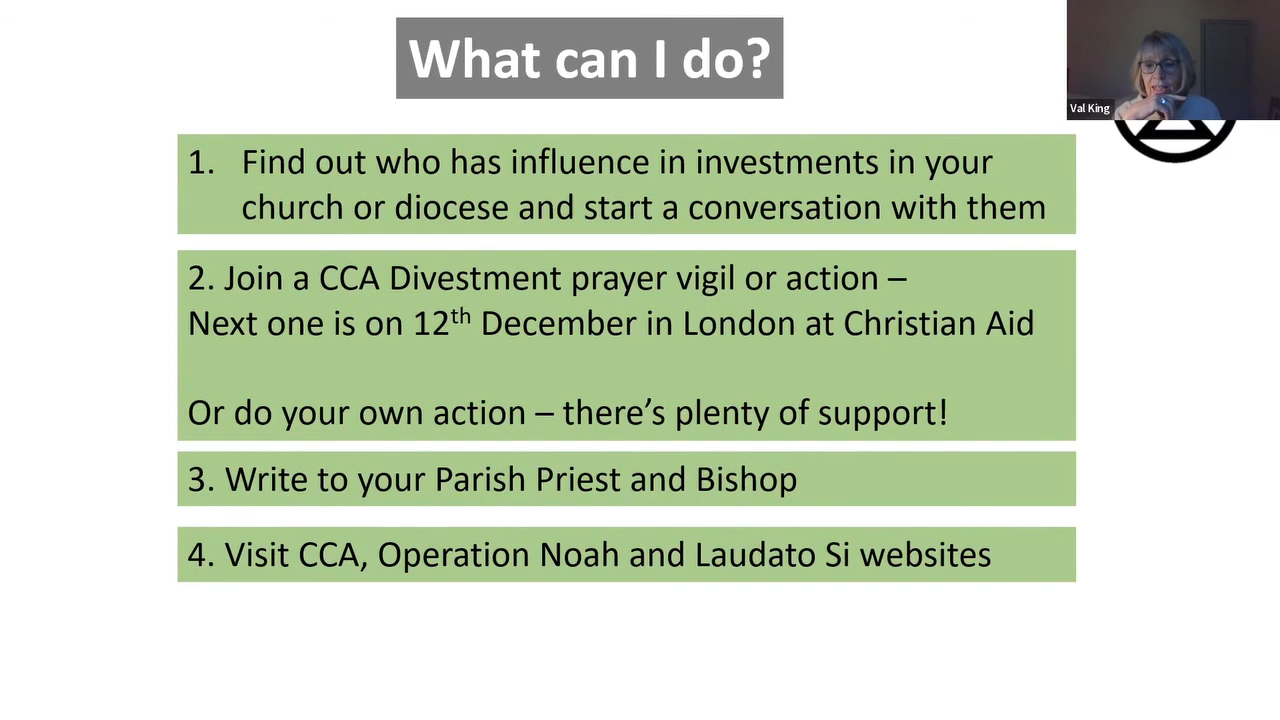 What can I do?
Val King
1. Find out who has influence in investments in your
church or diocese and start a conversation with them
2. Join a CCA Divestment prayer vigil or action –
Next one is on 12th December in London at Christian Aid
Or do your own action – there’s plenty of support!
3. Write to your Parish Priest and Bishop
4. Visit CCA, Operation Noah and Laudato Si websites